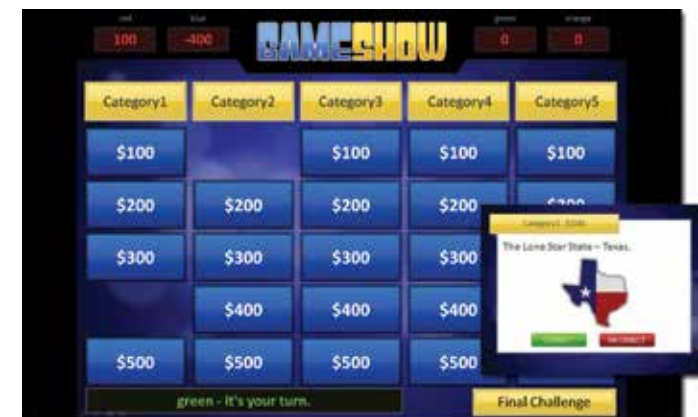 red blue green orange
100 -400 GAMESHOW 0 0
Category1 Category2 Category3 Category4 Category5
$100 $100 $100 $100
$200 $200 $200 $200 $200
$300 $300 $300 $300
$400 $400 $400
$500 $500 $500 $500
The Lone Star State – Texas.
INCORRECT
green - It's your turn.
Final Challenge